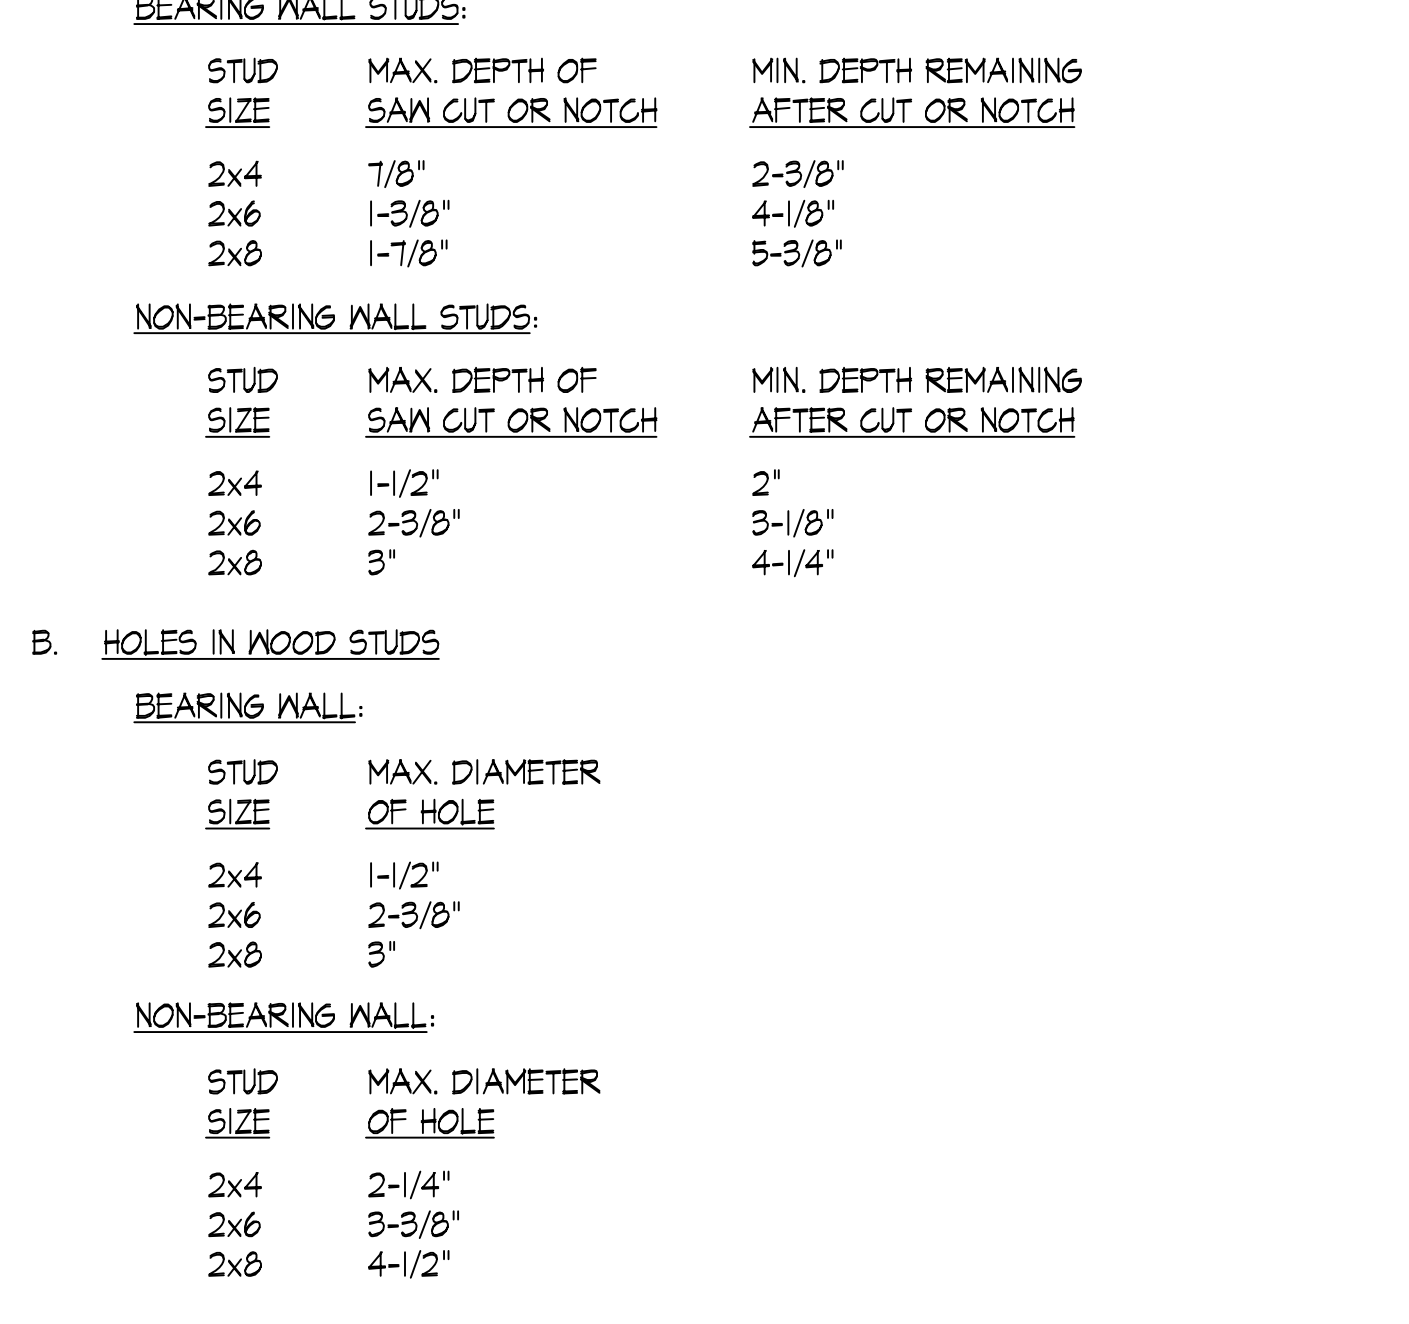 BEARING WALL STUDS:
STUD MAX. DEPTH OF MIN. DEPTH REMAINING
SIZE SAW CUT OR NOTCH AFTER CUT OR NOTCH
2x4 7/8" 2-3/8"
2x6 1-3/8" 4-1/8"
2x8 1-7/8" 5-3/8"
NON-BEARING WALL STUDS:
STUD MAX. DEPTH OF MIN. DEPTH REMAINING
SIZE SAW CUT OR NOTCH AFTER CUT OR NOTCH
2x4 1-1/2" 2"
2x6 2-3/8" 3-1/8"
2x8 3" 4-1/4"
B. HOLES IN WOOD STUDS
BEARING WALL:
STUD MAX. DIAMETER
SIZE OF HOLE
2x4 1-1/2"
2x6 2-3/8"
2x8 3"
NON-BEARING WALL:
STUD MAX. DIAMETER
SIZE OF HOLE
2x4 2-1/4"
2x6 3-3/8"
2x8 4-1/2"